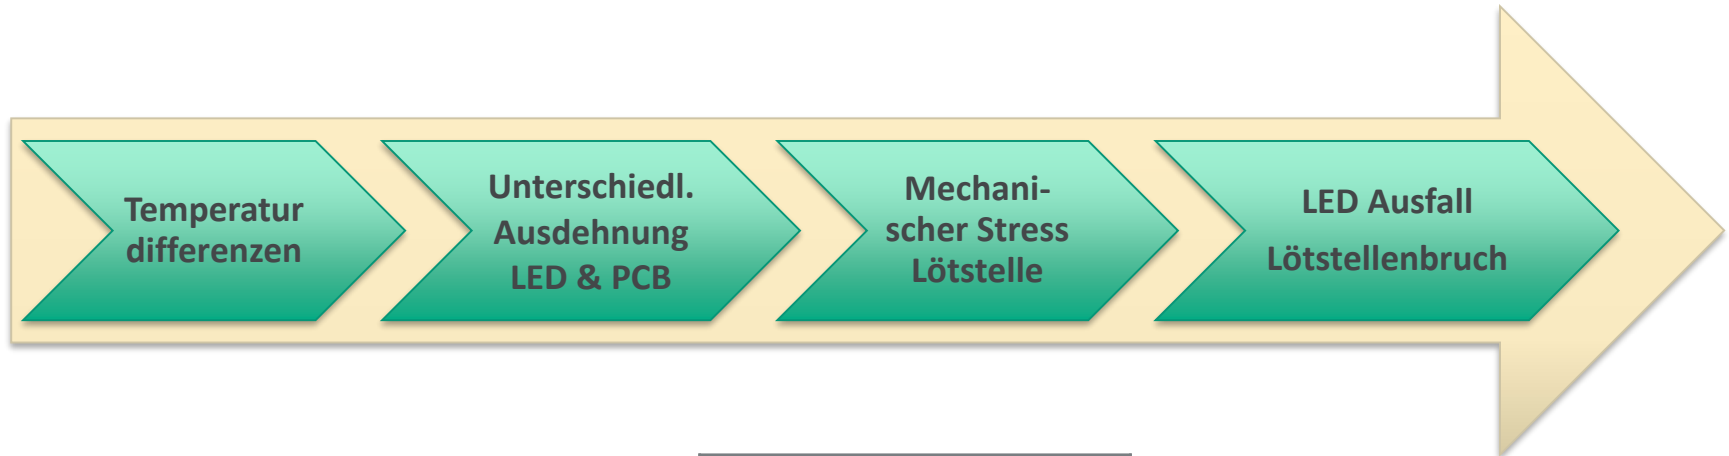 Temperatur
differenzen
Unterschiedl.
Ausdehnung
LED & PCB
Mechani-
scher Stress
Lötstelle
LED Ausfall
Lötstellenbruch